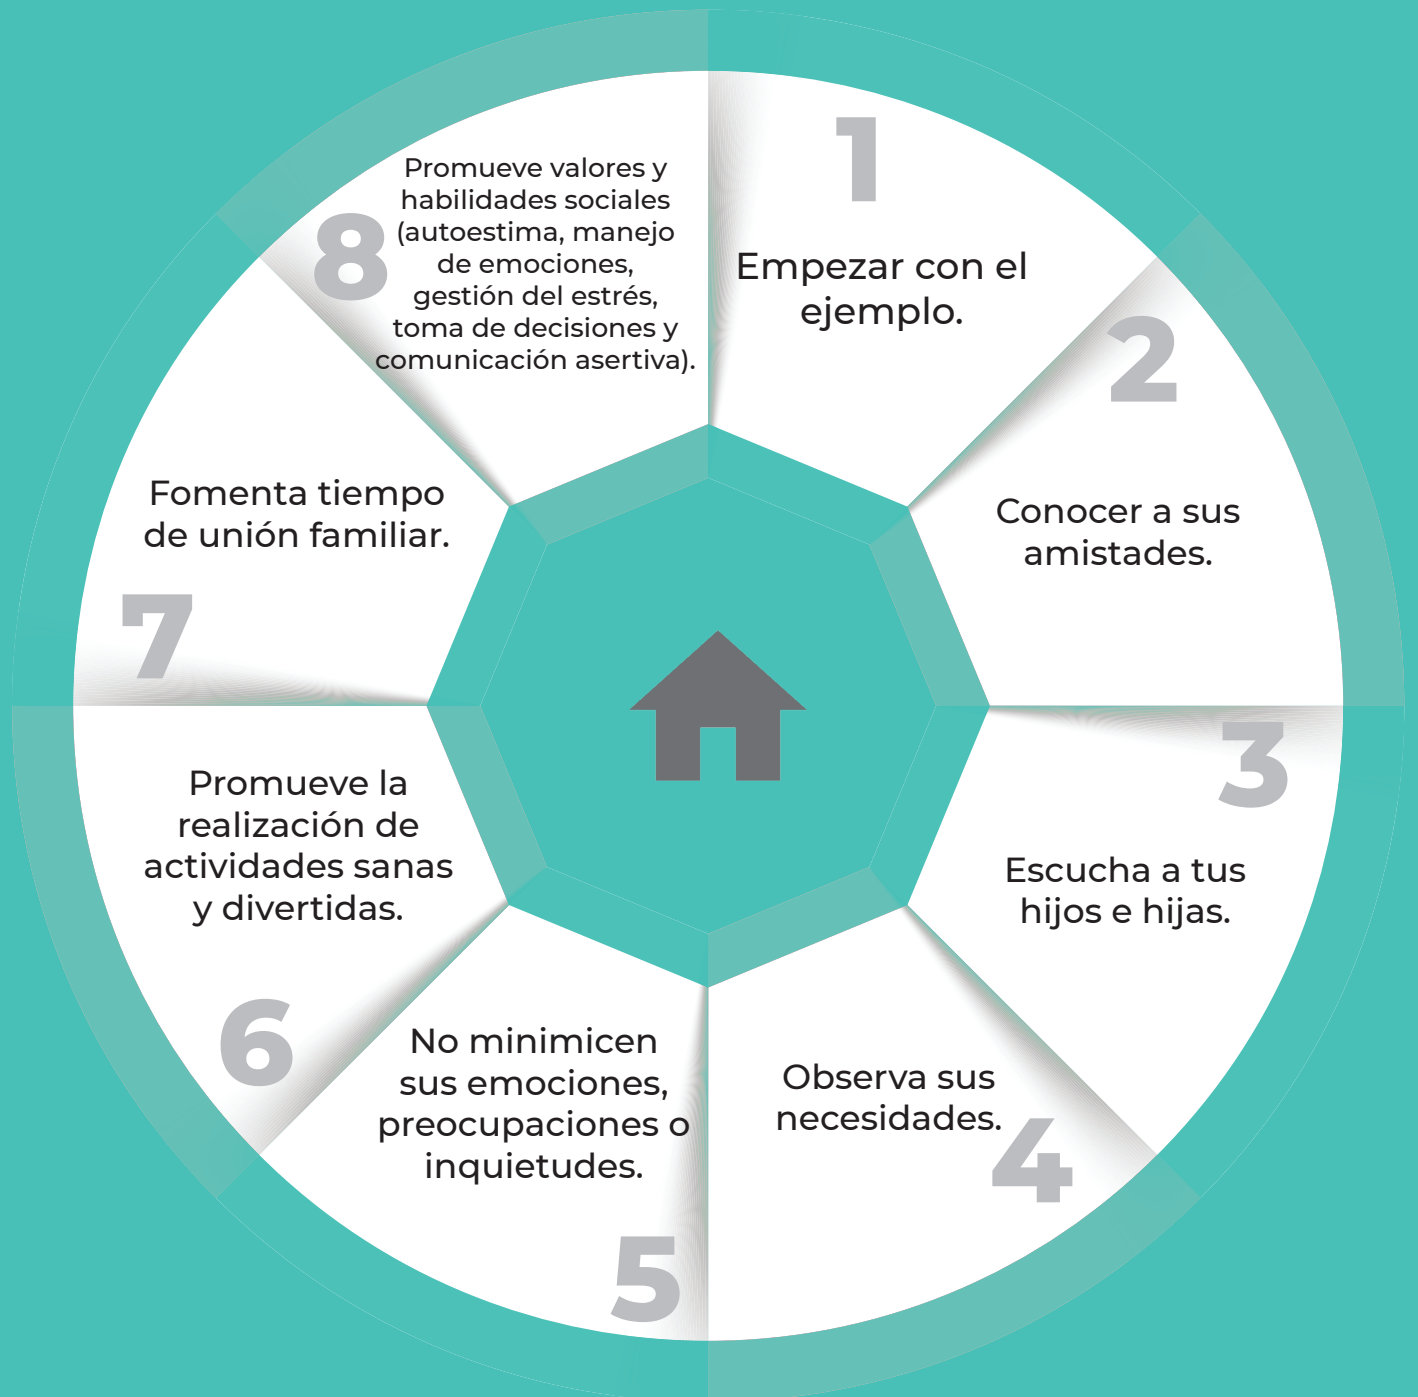 1
Empezar con el
ejemplo.
2
Conocer a sus
amistades.
3
Escucha a tus
hijos e hijas.
4
Observa sus
necesidades.
5
No minimicen
sus emociones,
preocupaciones o
inquietudes.
6
Promueve la
realización de
actividades sanas
y divertidas.
7
Fomenta tiempo
de unión familiar.
8
Promueve valores y
habilidades sociales
(autoestima, manejo
de emociones,
gestión del estrés,
toma de decisiones y
comunicación asertiva).